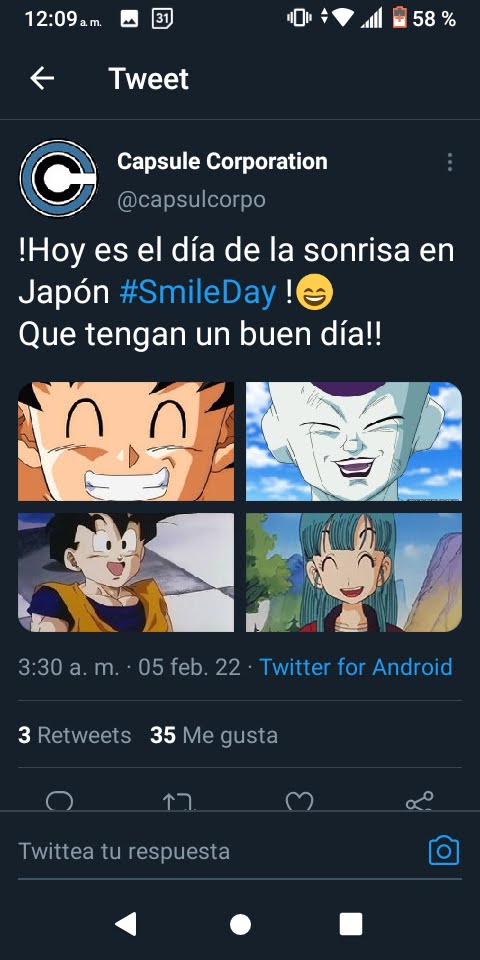 12:09 a. m. 31 58 %
Tweet
Capsule Corporation
@capsulcorpo
!Hoy es el día de la sonrisa en
Japón #SmileDay !😄
Que tengan un buen día!!
3:30 a. m. · 05 feb. 22 · Twitter for Android
3 Retweets 35 Me gusta
Twittea tu respuesta